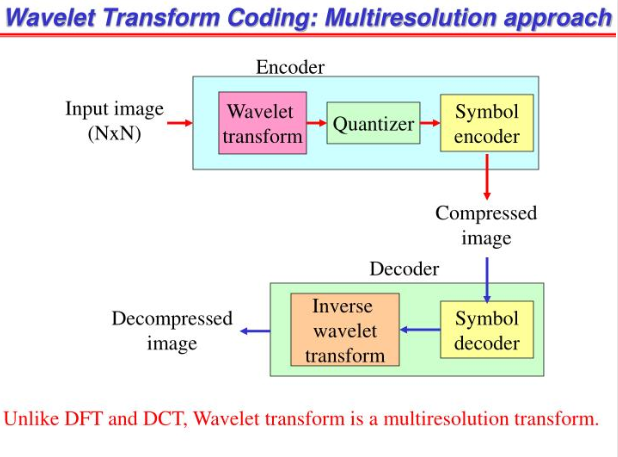 Wavelet Transform Coding: Multiresolution approach
Encoder
Input image
(NxN)
Wavelet
transform
Quantizer
Symbol
encoder
Compressed
image
Decoder
Decompressed
image
Inverse
wavelet
transform
Symbol
decoder
Unlike DFT and DCT, Wavelet transform is a multiresolution transform.